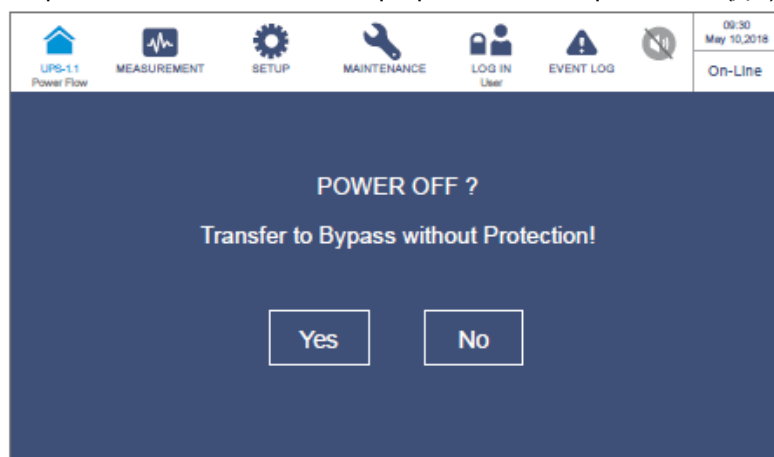 09:30
May 10,2018
UPS-1.1
Power Flow
MEASUREMENT
SETUP
MAINTENANCE
LOG IN
User
EVENT LOG
On-Line
POWER OFF ?
Transfer to Bypass without Protection!
Yes
No